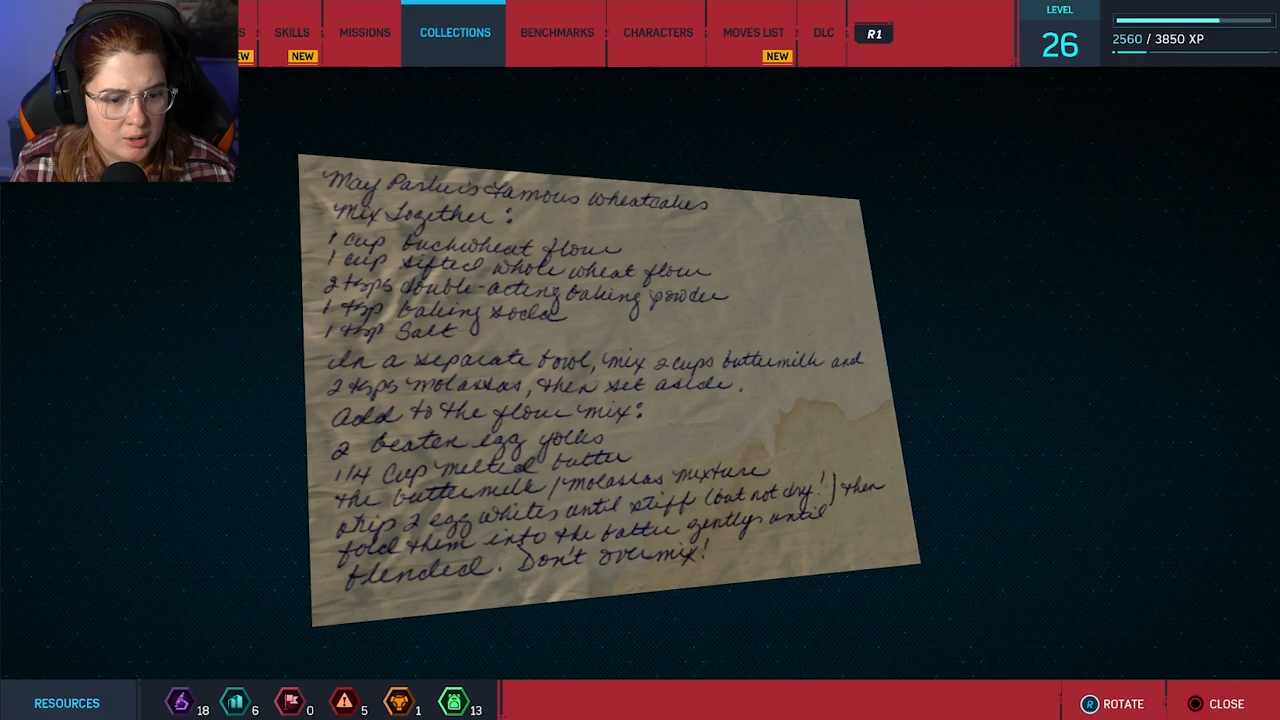 SKILLS
MISSIONS
COLLECTIONS
BENCHMARKS
CHARACTERS
MOVES LIST
DLC
R1
NEW
NEW
LEVEL
26
2560 / 3850 XP
May Parker's Famous Wheatcakes
Mix Together:
1 cup buckwheat flour
1 cup sifted whole wheat flour
2 tsps double-acting baking powder
1 tsp baking soda
1 tsp Salt
In a separate bowl, mix 2 cups buttermilk and
2 tsps molassas, then set aside.
Add to the flour mix:
2 beaten egg yolks
1/4 cup melted butter
the buttermilk/molassas mixture
whip 2 egg whites until stiff (but not dry!) then
fold them into the batter gently until
blended. Don't overmix!
RESOURCES
18
6
0
5
1
13
R ROTATE
CLOSE